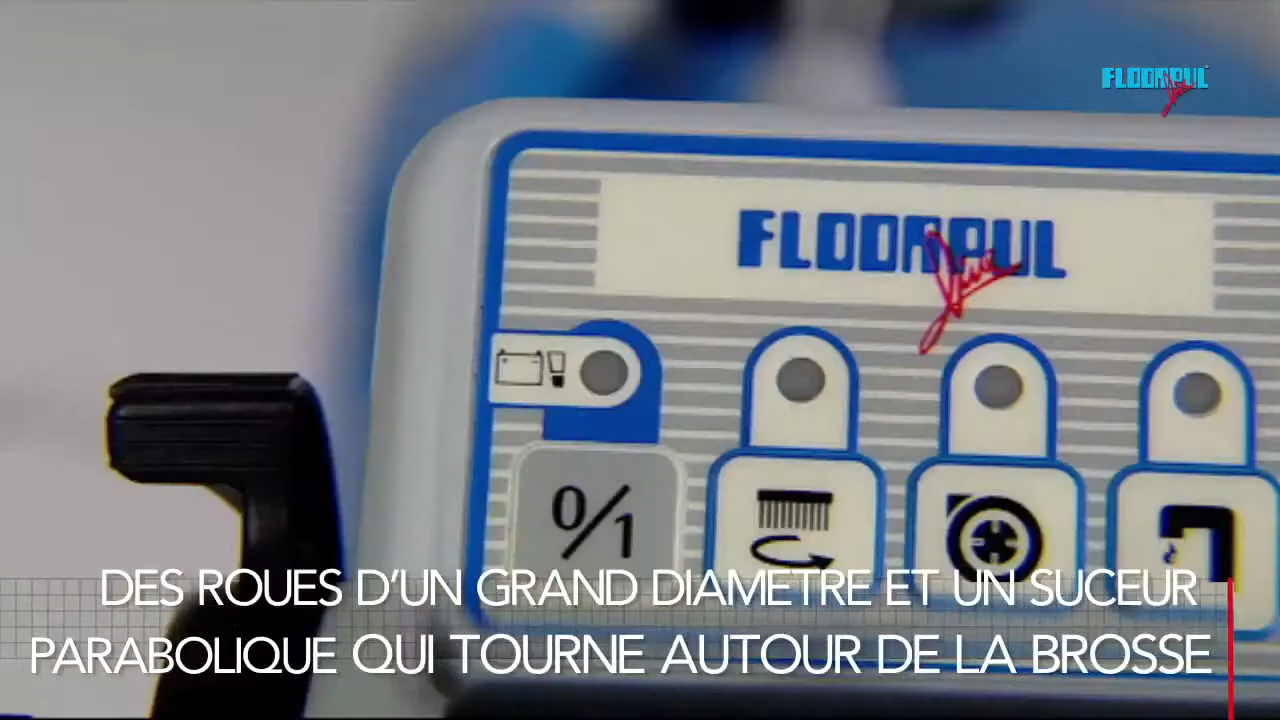 FLOORPUL
FLOORPUL
0/1
DES ROUES D'UN GRAND DIAMETRE ET UN SUCEUR
PARABOLIQUE QUI TOURNE AUTOUR DE LA BROSSE